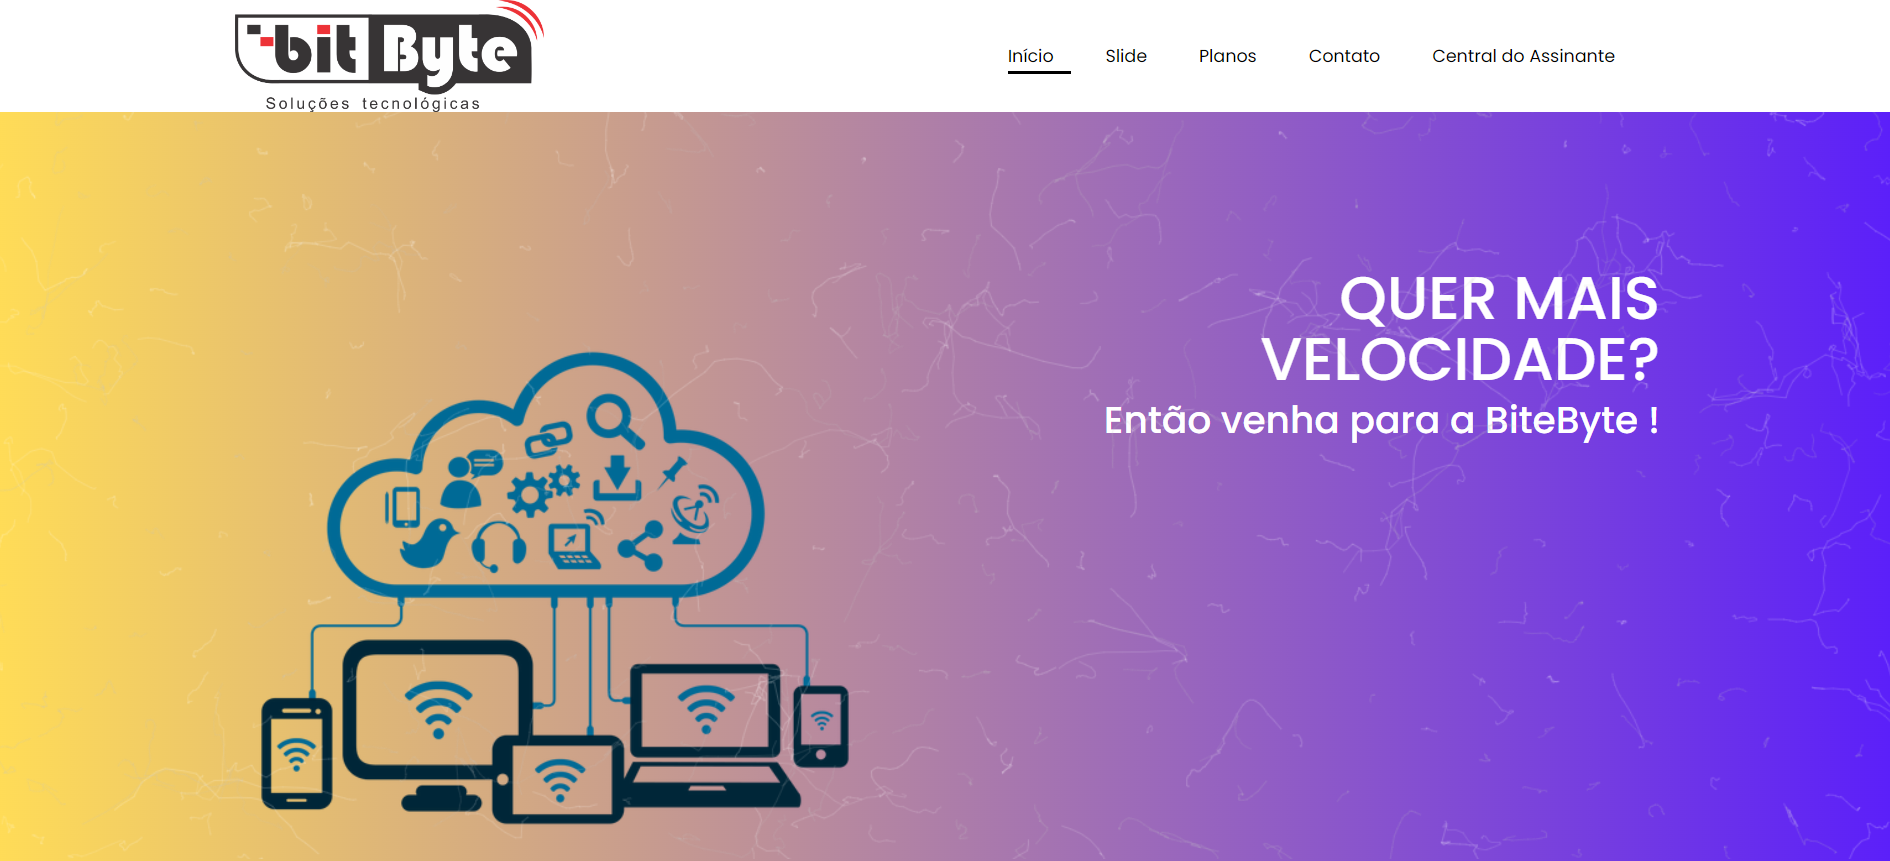 bit Byte
Soluções tecnológicas
Início
Slide
Planos
Contato
Central do Assinante
QUER MAIS
VELOCIDADE?
Então venha para a BiteByte !